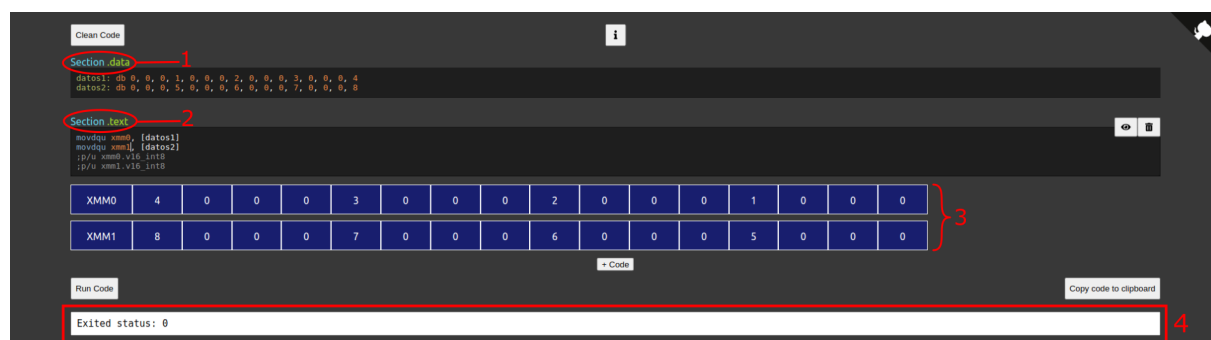 Clean Code
i
Section .data 1
datos1: db 0, 0, 0, 1, 0, 0, 0, 2, 0, 0, 0, 3, 0, 0, 0, 4
datos2: db 0, 0, 0, 5, 0, 0, 0, 6, 0, 0, 0, 7, 0, 0, 0, 8
Section .text 2
movdqu xmm0, [datos1]
movdqu xmm1, [datos2]
;p/u xmm0.v16_int8
;p/u xmm1.v16_int8
XMM0 4 0 0 0 3 0 0 0 2 0 0 0 1 0 0 0
XMM1 8 0 0 0 7 0 0 0 6 0 0 0 5 0 0 0
3
+ Code
Run Code
Copy code to clipboard
Exited status: 0
4